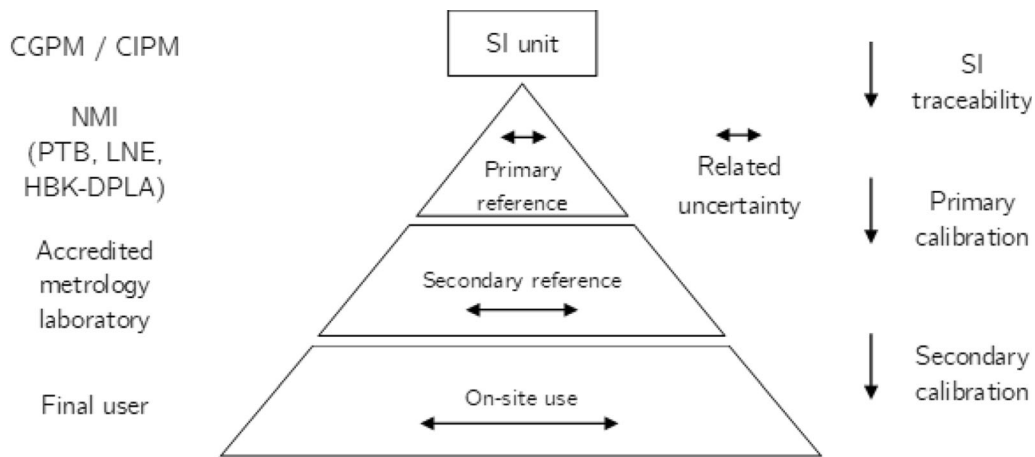 CGPM / CIPM
SI unit
SI
traceability
NMI
(PTB, LNE,
HBK-DPLA)
Primary
reference
Related
uncertainty
Primary
calibration
Accredited
metrology
laboratory
Secondary reference
Secondary
calibration
Final user
On-site use